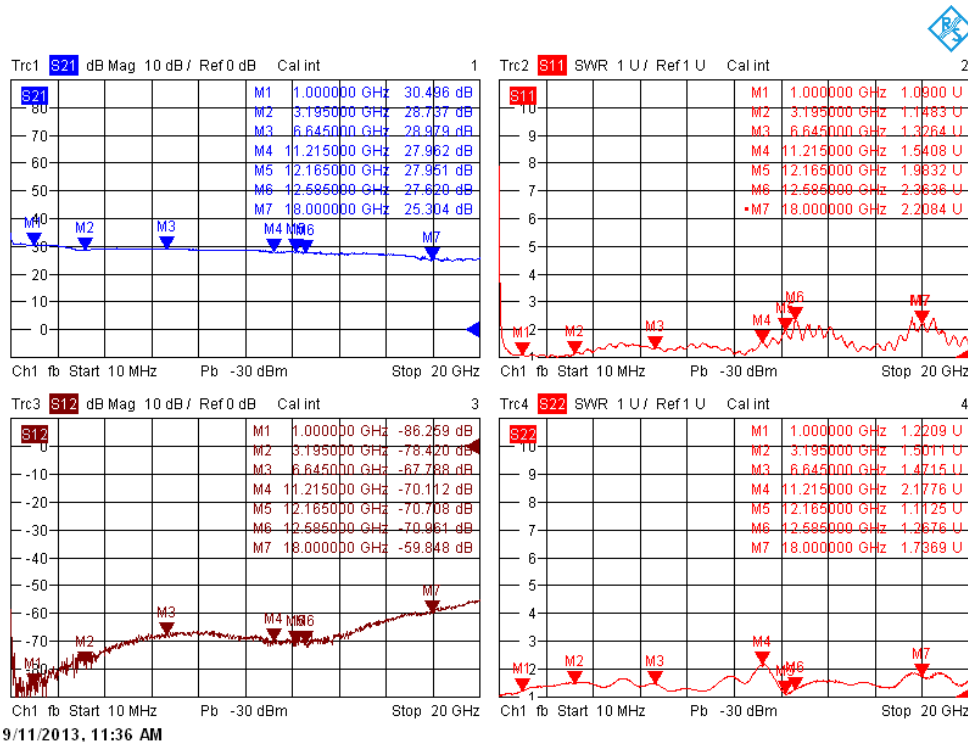 R&S
Trc1 S21 dB Mag 10 dB / Ref 0 dB Cal int 1
S21
M1 1.000000 GHz 30.496 dB
M2 3.195000 GHz 28.737 dB
M3 6.645000 GHz 28.979 dB
M4 11.215000 GHz 27.962 dB
M5 12.165000 GHz 27.951 dB
M6 12.585000 GHz 27.620 dB
M7 18.000000 GHz 25.304 dB
80
70
60
50
40
30
20
10
0
M1 M2 M3 M4 M5 M6 M7
Ch1 fb Start 10 MHz Pb -30 dBm Stop 20 GHz
Trc2 S11 SWR 1 U / Ref 1 U Cal int 2
S11
M1 1.000000 GHz 1.0900 U
M2 3.195000 GHz 1.1483 U
M3 6.645000 GHz 1.3264 U
M4 11.215000 GHz 1.5408 U
M5 12.165000 GHz 1.9832 U
M6 12.585000 GHz 2.3636 U
•M7 18.000000 GHz 2.2084 U
10
9
8
7
6
5
4
3
2
1
M1 M2 M3 M4 M5 M6 M7
Ch1 fb Start 10 MHz Pb -30 dBm Stop 20 GHz
Trc3 S12 dB Mag 10 dB / Ref 0 dB Cal int 3
S12
M1 1.000000 GHz -86.259 dB
M2 3.195000 GHz -78.420 dB
M3 6.645000 GHz -67.788 dB
M4 11.215000 GHz -70.112 dB
M5 12.165000 GHz -70.708 dB
M6 12.585000 GHz -70.961 dB
M7 18.000000 GHz -59.848 dB
0
-10
-20
-30
-40
-50
-60
-70
-80
M1 M2 M3 M4 M5 M6 M7
Ch1 fb Start 10 MHz Pb -30 dBm Stop 20 GHz
Trc4 S22 SWR 1 U / Ref 1 U Cal int 4
S22
M1 1.000000 GHz 1.2209 U
M2 3.195000 GHz 1.5011 U
M3 6.645000 GHz 1.4715 U
M4 11.215000 GHz 2.1776 U
M5 12.165000 GHz 1.1125 U
M6 12.585000 GHz 1.2676 U
M7 18.000000 GHz 1.7369 U
10
9
8
7
6
5
4
3
2
1
M1 M2 M3 M4 M5 M6 M7
Ch1 fb Start 10 MHz Pb -30 dBm Stop 20 GHz
9/11/2013, 11:36 AM